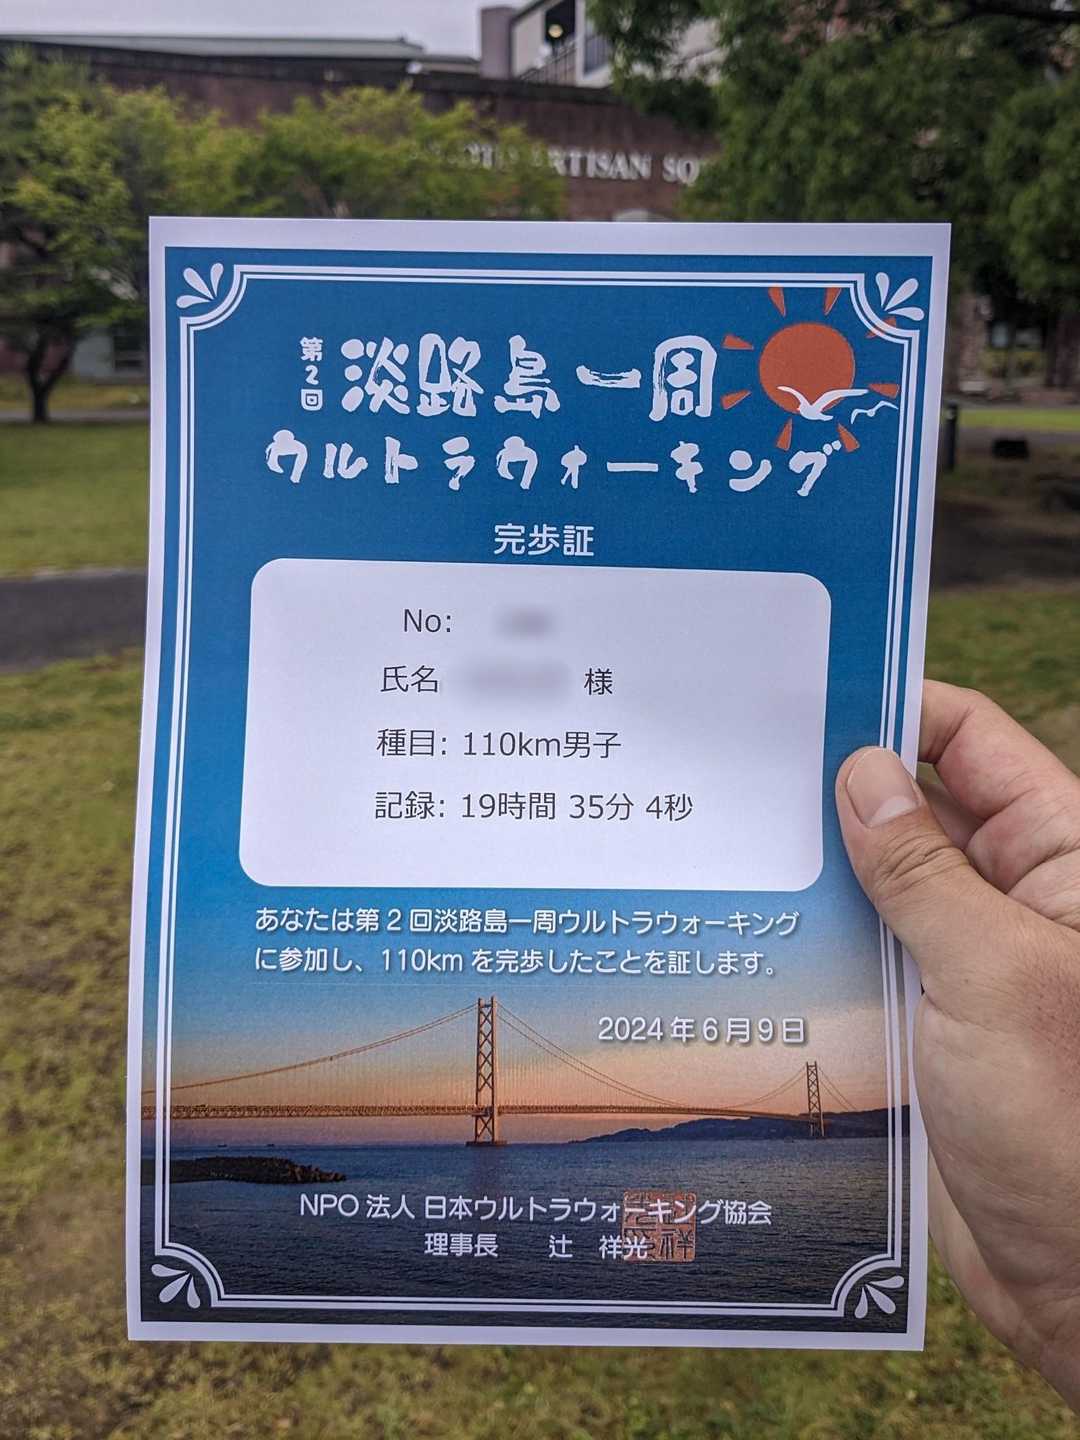 ARTISAN SQ
第2回
淡路島一周
ウルトラウォーキング
完歩証
No:
氏名 様
種目: 110km男子
記録: 19時間 35分 4秒
あなたは第2回淡路島一周ウルトラウォーキング
に参加し、110kmを完歩したことを証します。
2024年6月9日
NPO法人 日本ウルトラウォーキング協会
理事長 辻 祥光